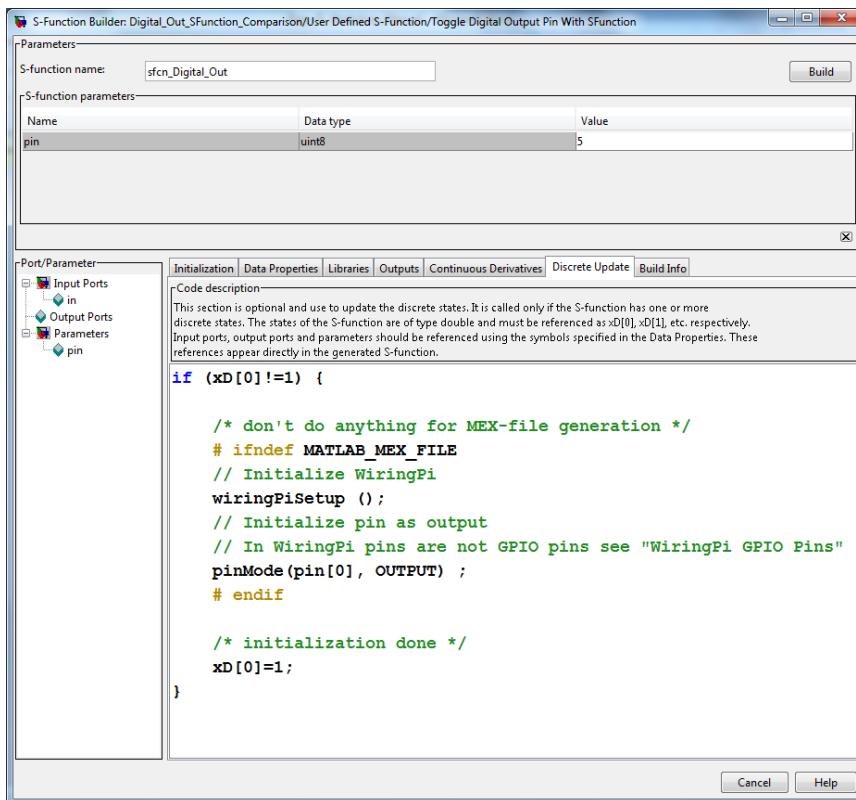 S-Function Builder: Digital_Out_SFunction_Comparison/User Defined S-Function/Toggle Digital Output Pin With SFunction
Parameters
S-function name: sfcn_Digital_Out Build
S-function parameters
Name Data type Value
pin uint8 5
Port/Parameter
Input Ports
in
Output Ports
Parameters
pin
Initialization Data Properties Libraries Outputs Continuous Derivatives Discrete Update Build Info
Code description
This section is optional and use to update the discrete states. It is called only if the S-function has one or more
discrete states. The states of the S-function are of type double and must be referenced as xD[0], xD[1], etc. respectively.
Input ports, output ports and parameters should be referenced using the symbols specified in the Data Properties. These
references appear directly in the generated S-function.
if (xD[0]!=1) {
/* don't do anything for MEX-file generation */
# ifndef MATLAB_MEX_FILE
// Initialize WiringPi
wiringPiSetup ();
// Initialize pin as output
// In WiringPi pins are not GPIO pins see "WiringPi GPIO Pins"
pinMode(pin[0], OUTPUT) ;
# endif
/* initialization done */
xD[0]=1;
}
Cancel Help